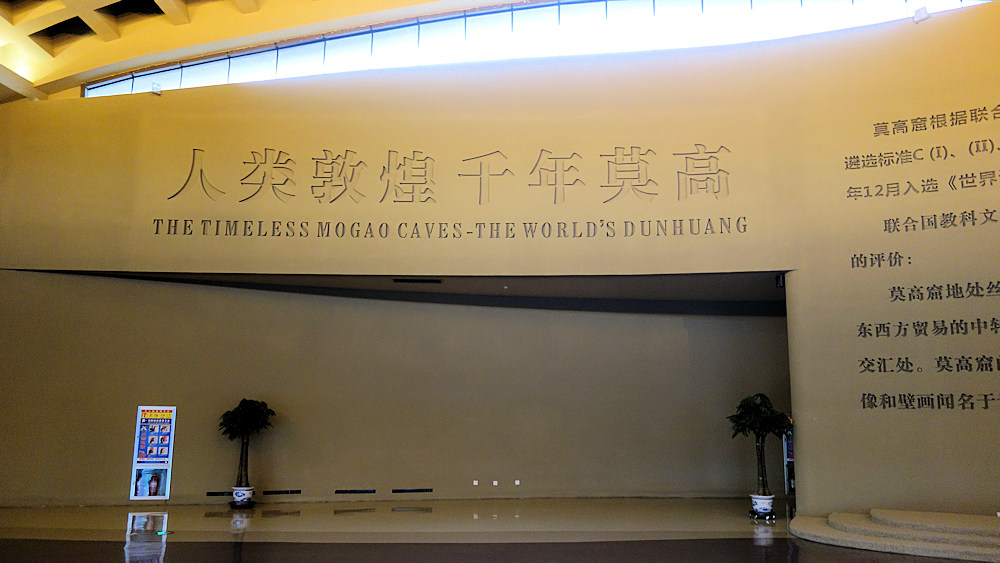 人类敦煌 千年莫高
THE TIMELESS MOGAO CAVES-THE WORLD'S DUNHUANG
莫高窟根据联合
遴选标准C (I)、(II)、
年12月入选《世界
联合国教科文
的评价：
莫高窟地处丝
东西方贸易的中转
交汇处。莫高窟
像和壁画闻名于